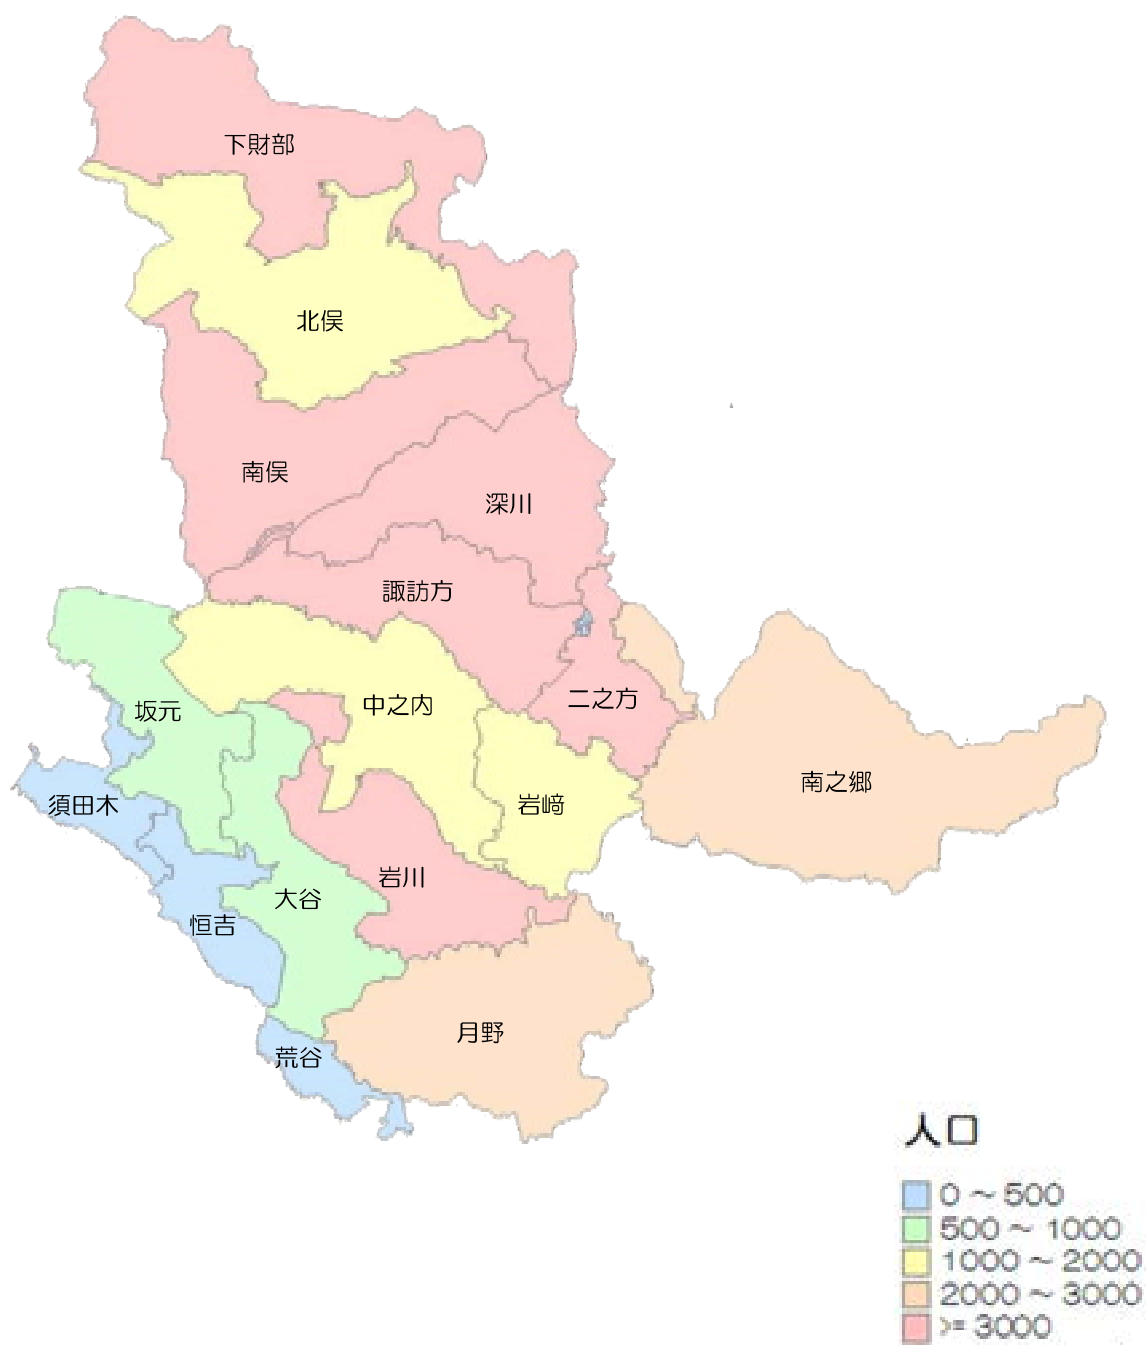 下財部
北俣
南俣
深川
諏訪方
二之方
中之内
坂元
南之郷
須田木
岩﨑
岩川
大谷
恒吉
月野
荒谷
人口
0 ~ 500
500 ~ 1000
1000 ~ 2000
2000 ~ 3000
>= 3000